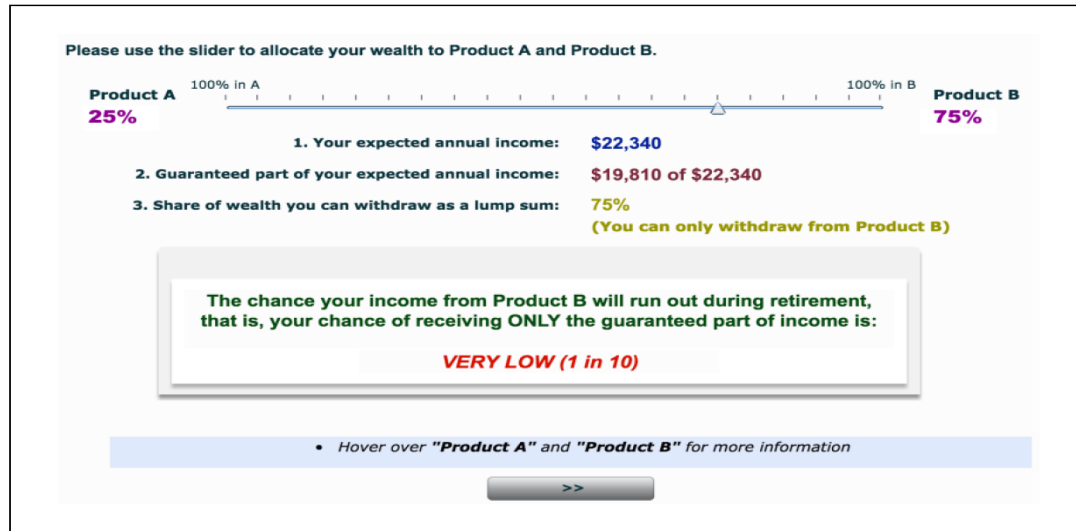 Please use the slider to allocate your wealth to Product A and Product B.
100% in A
100% in B
Product A
Product B
25%
75%
1. Your expected annual income: $22,340
2. Guaranteed part of your expected annual income: $19,810 of $22,340
3. Share of wealth you can withdraw as a lump sum: 75%
(You can only withdraw from Product B)
The chance your income from Product B will run out during retirement,
that is, your chance of receiving ONLY the guaranteed part of income is:
VERY LOW (1 in 10)
• Hover over "Product A" and "Product B" for more information
>>